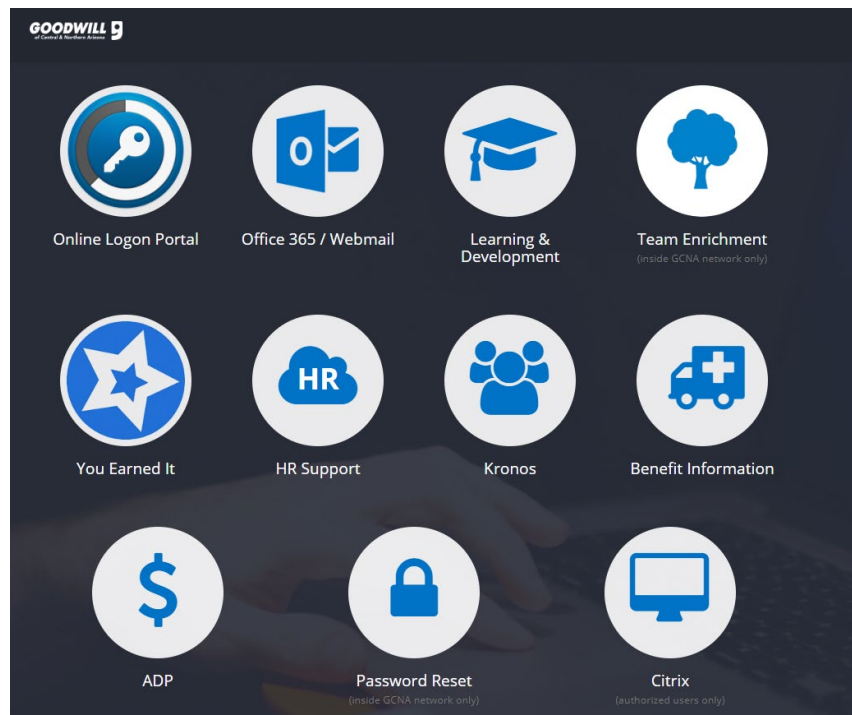 GOODWILL g
of Central & Northern Arizona
O
Online Logon Portal
Office 365 / Webmail
Learning &
Development
Team Enrichment
(inside GCNA network only)
HR
You Earned It
HR Support
Kronos
Benefit Information
$
ADP
Password Reset
(inside GCNA network only)
Citrix
(authorized users only)